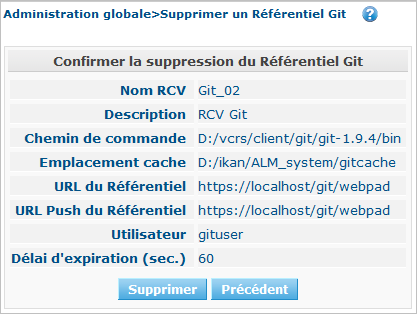 Administration globale>Supprimer un Référentiel Git ?
Confirmer la suppression du Référentiel Git
Nom RCV Git_02
Description RCV Git
Chemin de commande D:/vcrs/client/git/git-1.9.4/bin
Emplacement cache D:/ikan/ALM_system/gitcache
URL du Référentiel https://localhost/git/webpad
URL Push du Référentiel https://localhost/git/webpad
Utilisateur gituser
Délai d'expiration (sec.) 60
Supprimer Précédent